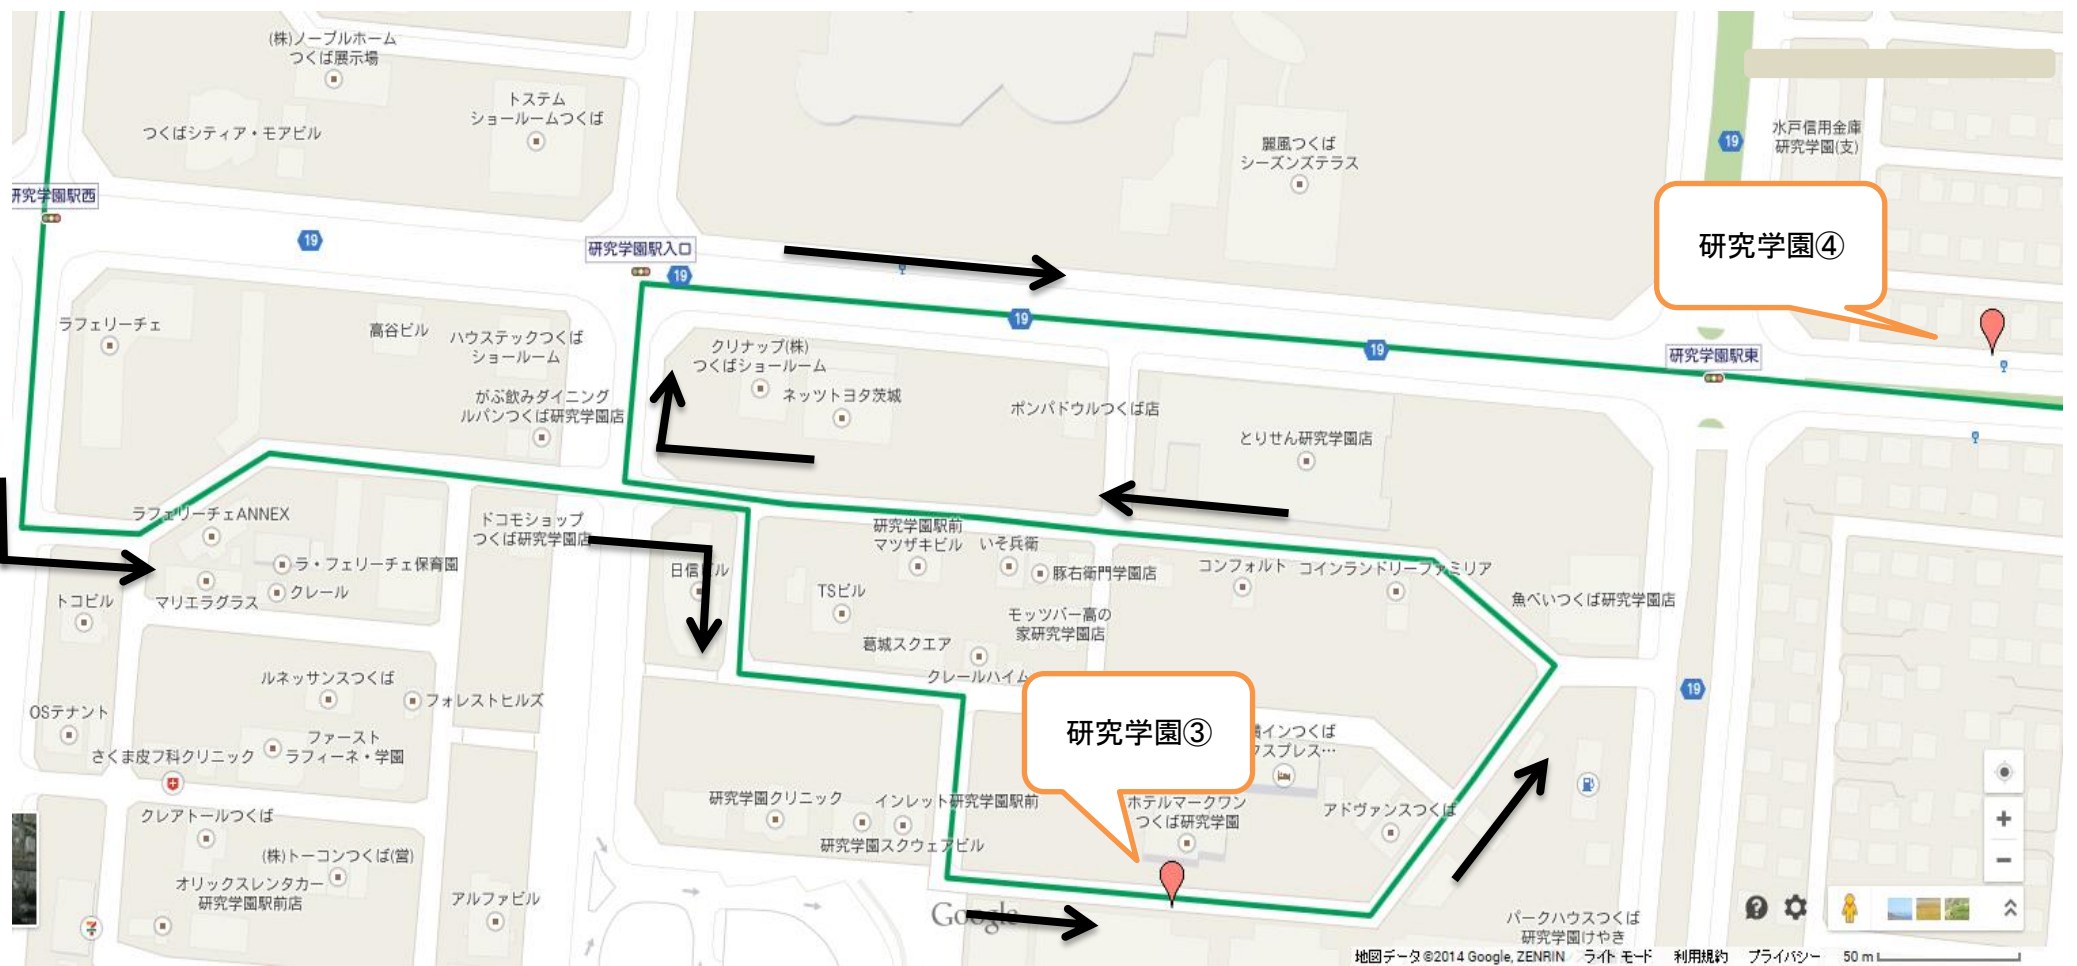 (株)ノーブルホーム
つくば展示場
トステム
ショールームつくば
つくばシティア・モアビル
麗風つくば
シーズンズテラス
19
水戸信用金庫
研究学園(支)
研究学園駅西
19
研究学園駅入口
19
研究学園④
ラフェリーチェ
高谷ビル
ハウステックつくば
ショールーム
クリナップ(株)
つくばショールーム
19
19
研究学園駅東
がぶ飲みダイニング
ルパンつくば研究学園店
ネッツトヨタ茨城
ポンパドウルつくば店
とりせん研究学園店
ラフェリーチェANNEX
ドコモショップ
つくば研究学園店
研究学園駅前
マツザキビル
いそ兵衛
ラ・フェリーチェ保育園
日信ビル
豚右衛門学園店
コンフォルト
コインランドリーファミリア
トコビル
マリエラグラス
クレール
TSビル
モッツバー高の
家研究学園店
魚べいつくば研究学園店
葛城スクエア
クレールハイム
ルネッサンスつくば
フォレストヒルズ
19
OSテナント
ファースト
ラフィーネ・学園
さくま皮フ科クリニック
研究学園③
インつくば
クスプレス…
研究学園クリニック
インレット研究学園駅前
ホテルマークワン
つくば研究学園
アドヴァンスつくば
クレアトールつくば
研究学園スクウェアビル
(株)トーコンつくば(営)
オリックスレンタカー
研究学園駅前店
アルファビル
Google
パークハウスつくば
研究学園けやき
地図データ ©2014 Google, ZENRIN
ライト モード
利用規約
プライバシー
50 m